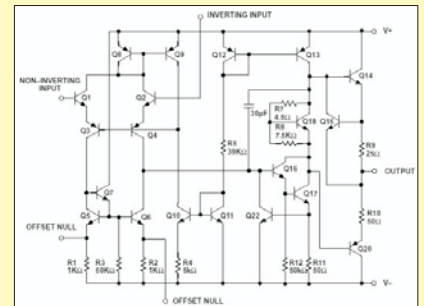 INVERTING INPUT
V+
Q8
Q9
Q12
Q13
Q14
NON-INVERTING
INPUT
Q1
Q2
30pF
R7
4.5Ω
Q18
Q15
R8
7.5KΩ
R9
25Ω
Q3
Q4
R5
39KΩ
OUTPUT
Q16
Q7
Q17
R10
50Ω
Q5
Q6
Q10
Q11
Q22
OFFSET NULL
Q20
R1
1KΩ
R3
50KΩ
R2
1KΩ
R4
5kΩ
R12
50kΩ
R11
50Ω
V−
OFFSET NULL